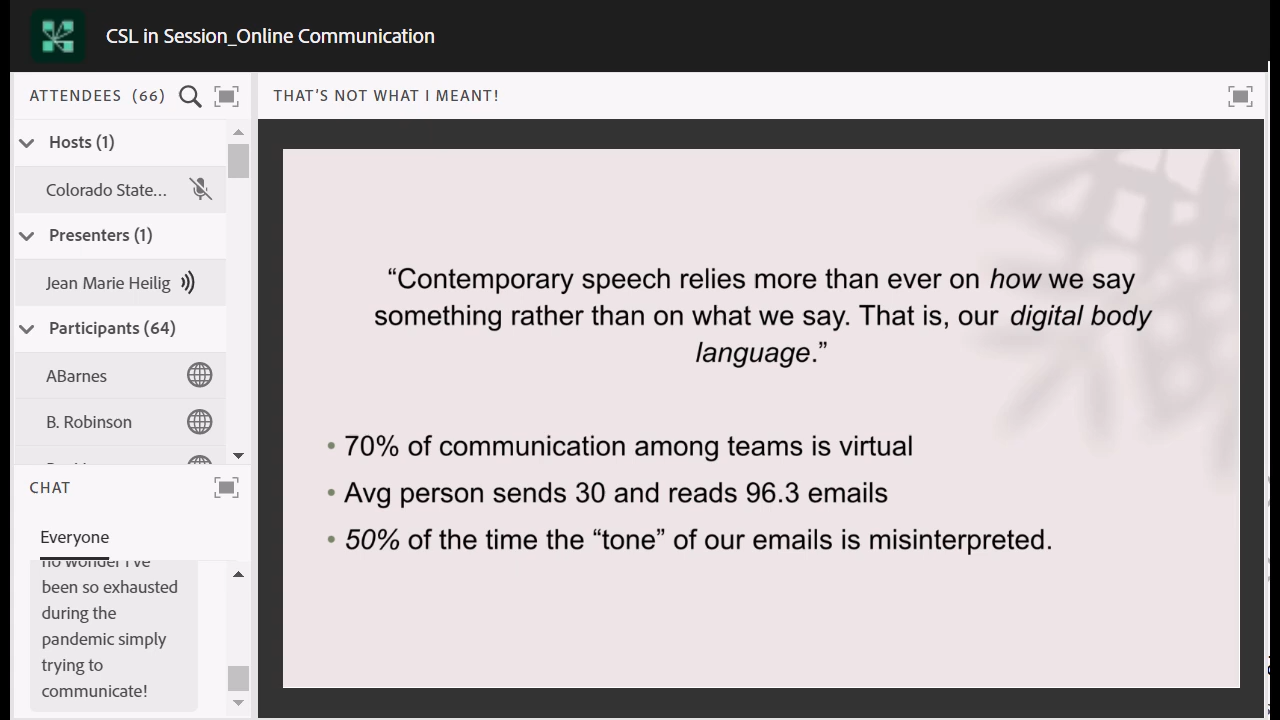 CSL in Session_Online Communication
ATTENDEES (66)
Hosts (1)
Colorado State...
Presenters (1)
Jean Marie Heilig
Participants (64)
ABarnes
B. Robinson
CHAT
Everyone
no wonder I've
been so exhausted
during the
pandemic simply
trying to
communicate!
THAT'S NOT WHAT I MEANT!
“Contemporary speech relies more than ever on how we say
something rather than on what we say. That is, our digital body
language.”
• 70% of communication among teams is virtual
• Avg person sends 30 and reads 96.3 emails
• 50% of the time the “tone” of our emails is misinterpreted.